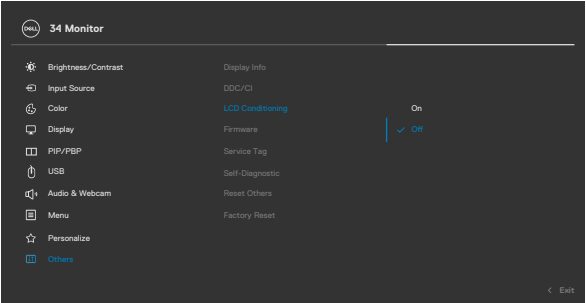 DELL 34 Monitor
Brightness/Contrast Display Info
Input Source DDC/CI
Color LCD Conditioning On
Display Firmware Off
PIP/PBP Service Tag
USB Self-Diagnostic
Audio & Webcam Reset Others
Menu Factory Reset
Personalize
Others
Exit